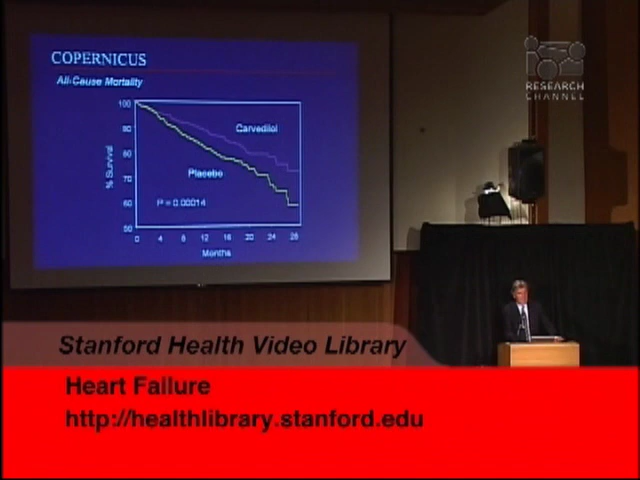 COPERNICUS
All-Cause Mortality
100
90
80
70
60
50
% Survival
Carvedilol
Placebo
P = 0.00014
0 4 8 12 16 20 24 28
Months
RESEARCH
CHANNEL
Stanford Health Video Library
Heart Failure
http://healthlibrary.stanford.edu